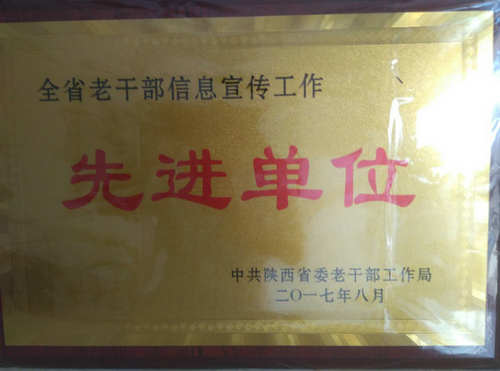 全省老干部信息宣传工作
先进单位
中共陕西省委老干部工作局
二〇一七年八月